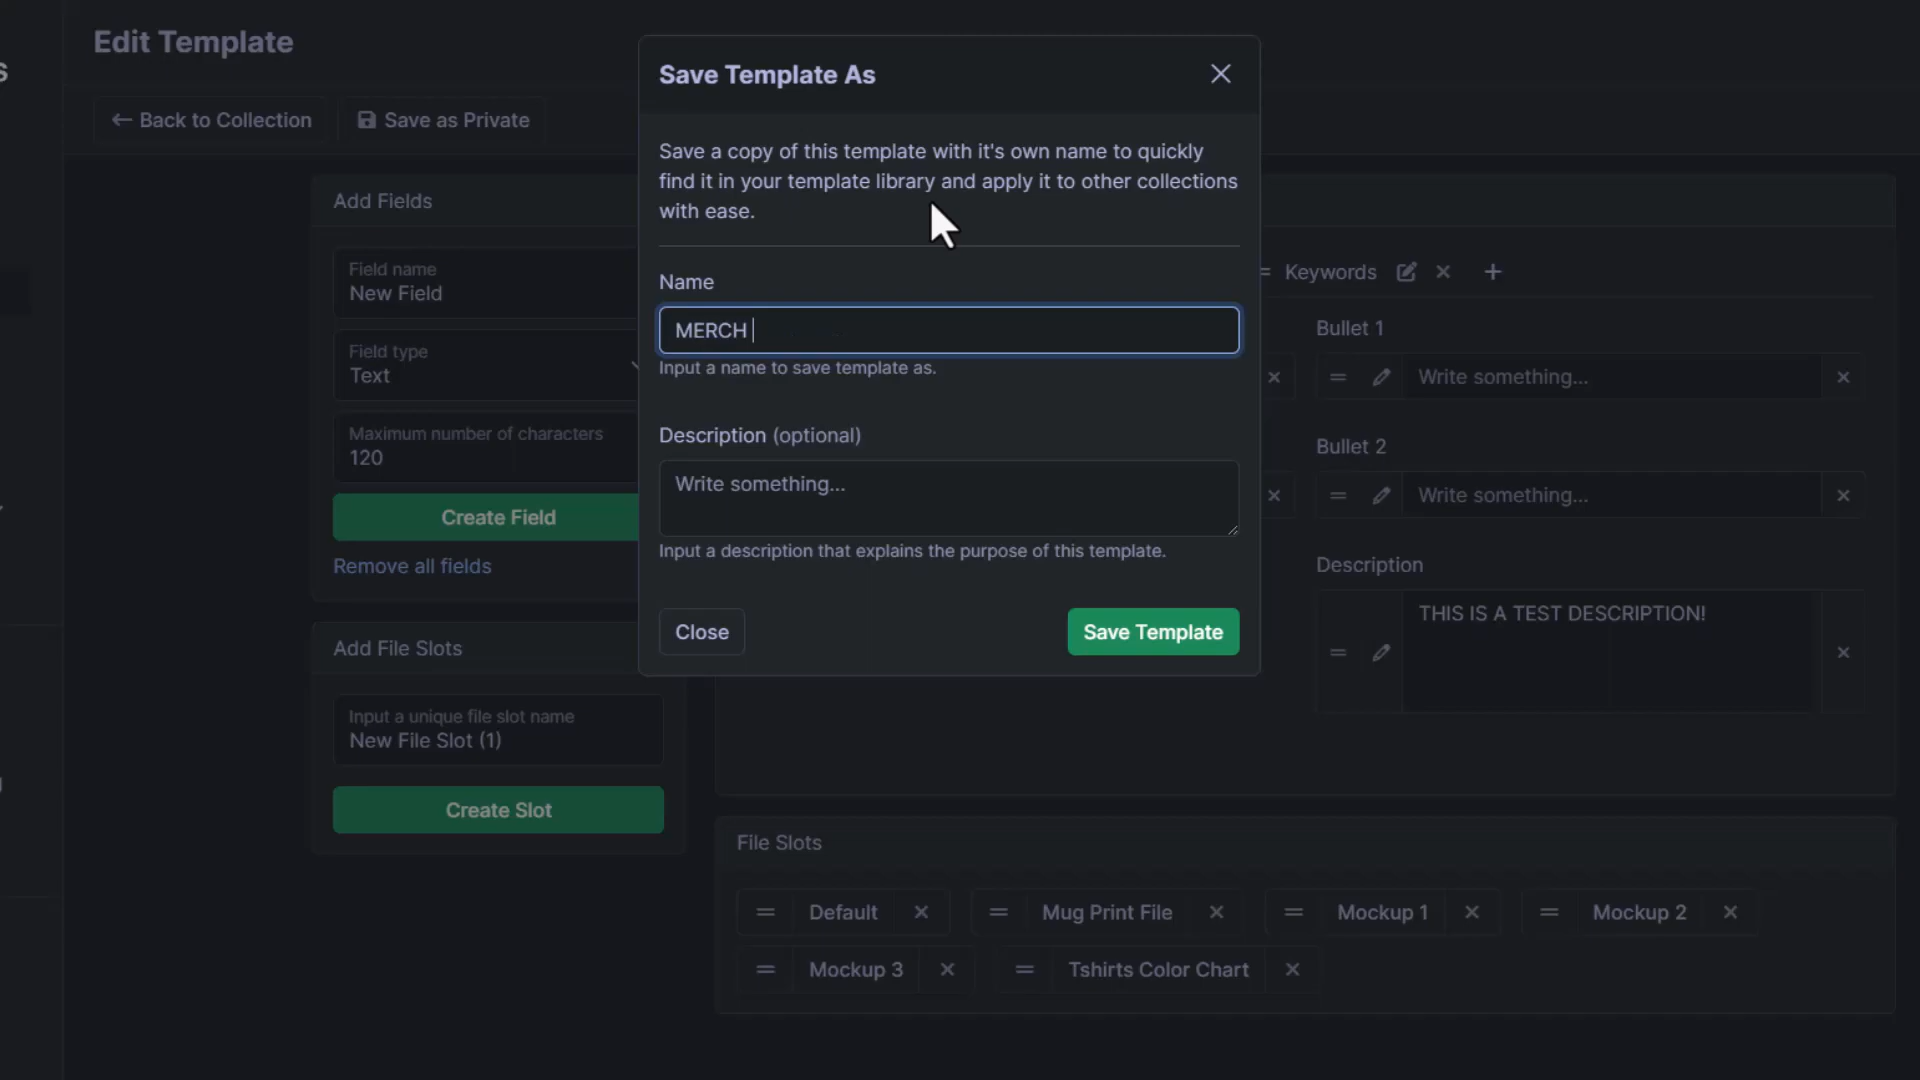 Edit Template
s
← Back to Collection
Save as Private
Add Fields
Field name
New Field
Field type
Text
Maximum number of characters
120
Create Field
Remove all fields
Add File Slots
Input a unique file slot name
New File Slot (1)
Create Slot
Save Template As
Save a copy of this template with it's own name to quickly
find it in your template library and apply it to other collections
with ease.
Name
MERCH
Input a name to save template as.
Description (optional)
Write something...
Input a description that explains the purpose of this template.
Close
Save Template
Keywords
Bullet 1
Write something...
Bullet 2
Write something...
Description
THIS IS A TEST DESCRIPTION!
File Slots
Default
Mug Print File
Mockup 1
Mockup 2
Mockup 3
Tshirts Color Chart